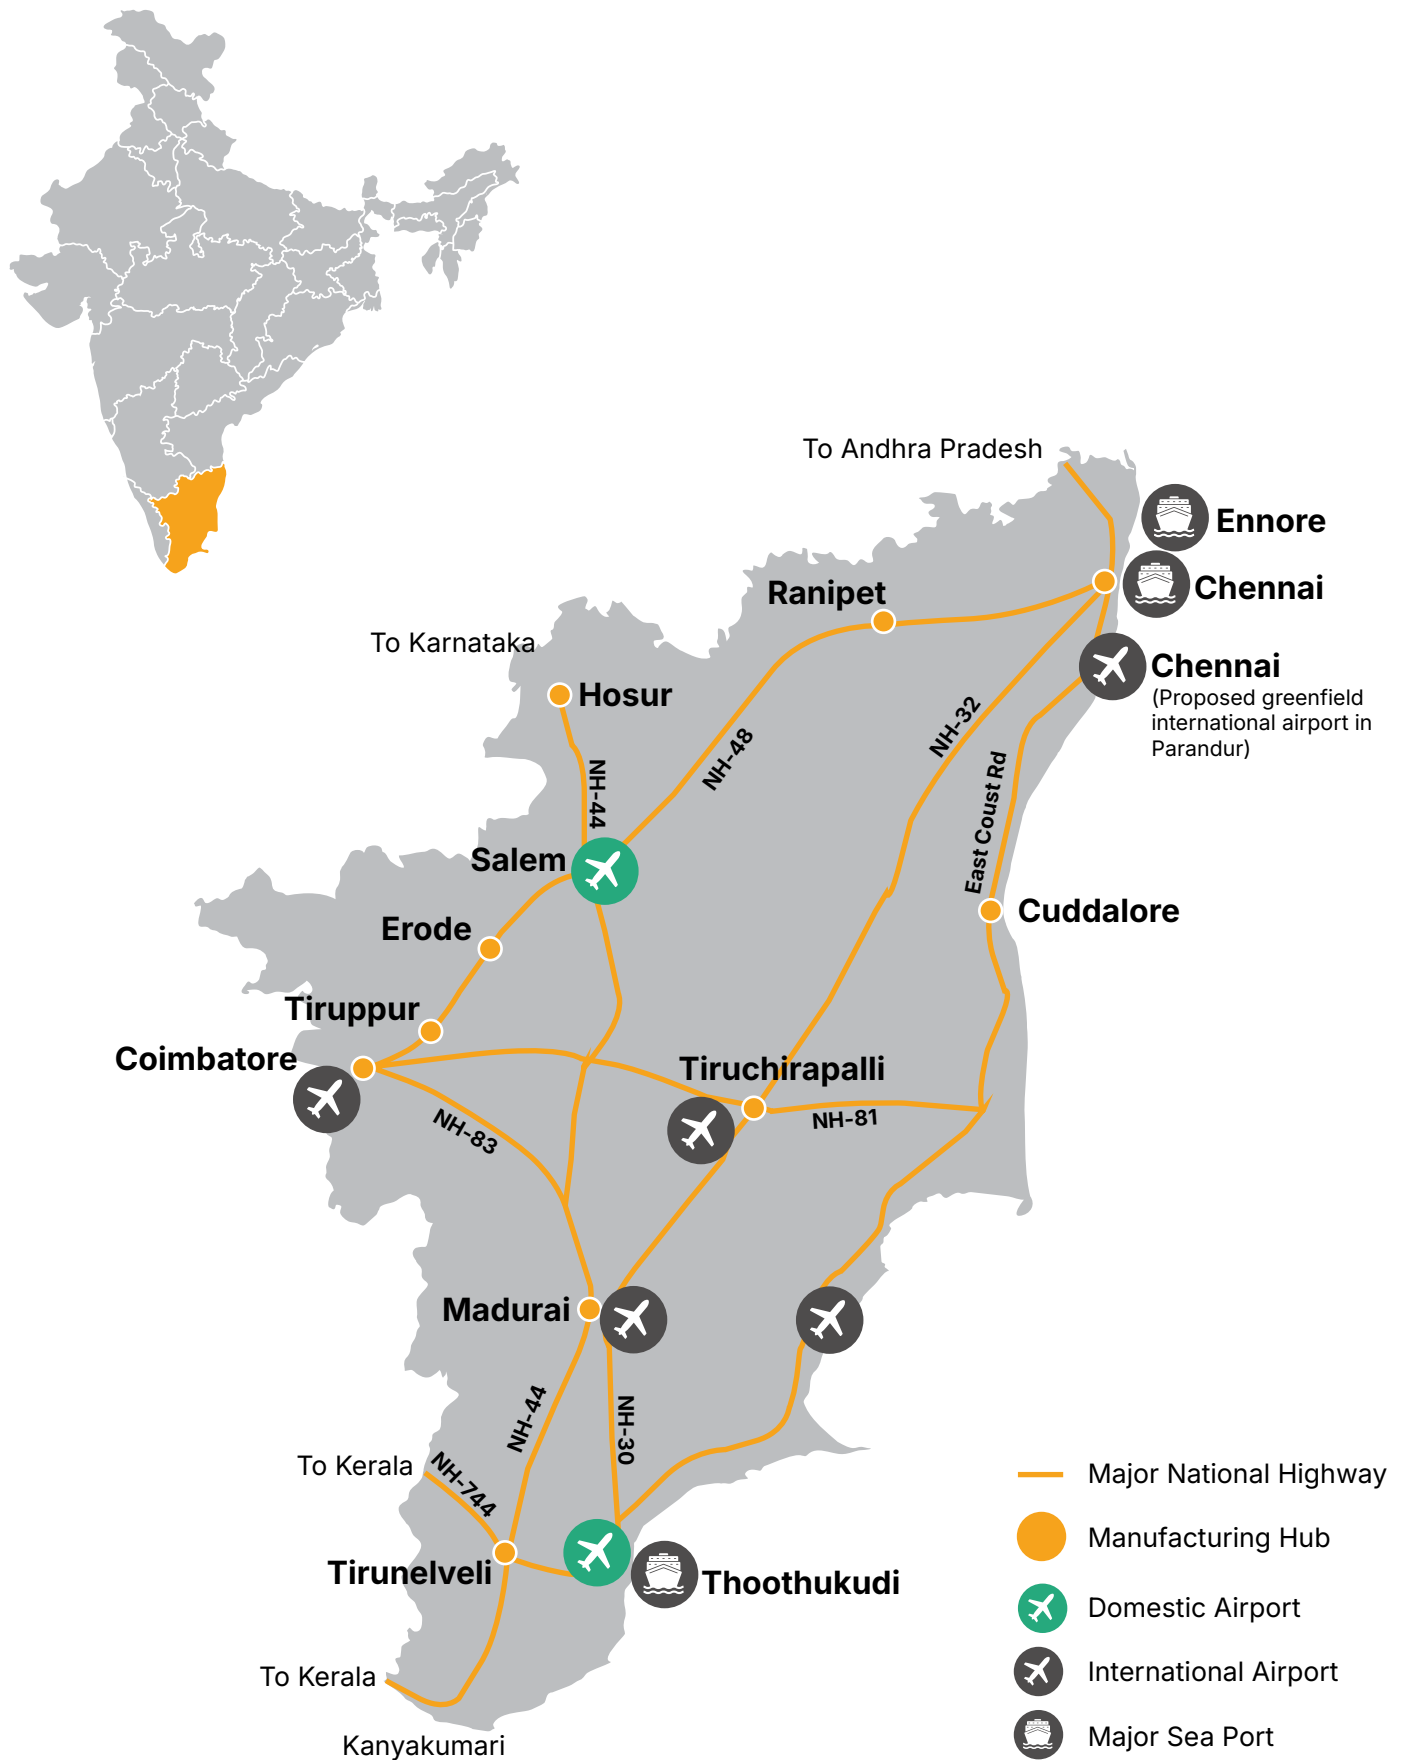 To Andhra Pradesh
Ennore
Chennai
Ranipet
To Karnataka
Chennai
(Proposed greenfield
international airport in
Parandur)
Hosur
NH-32
NH-48
East Coust Rd
NH-44
Salem
Cuddalore
Erode
Tiruppur
Coimbatore
Tiruchirapalli
NH-81
NH-83
Madurai
NH-44
NH-30
To Kerala
NH-744
Tirunelveli
Thoothukudi
To Kerala
Kanyakumari
Major National Highway
Manufacturing Hub
Domestic Airport
International Airport
Major Sea Port